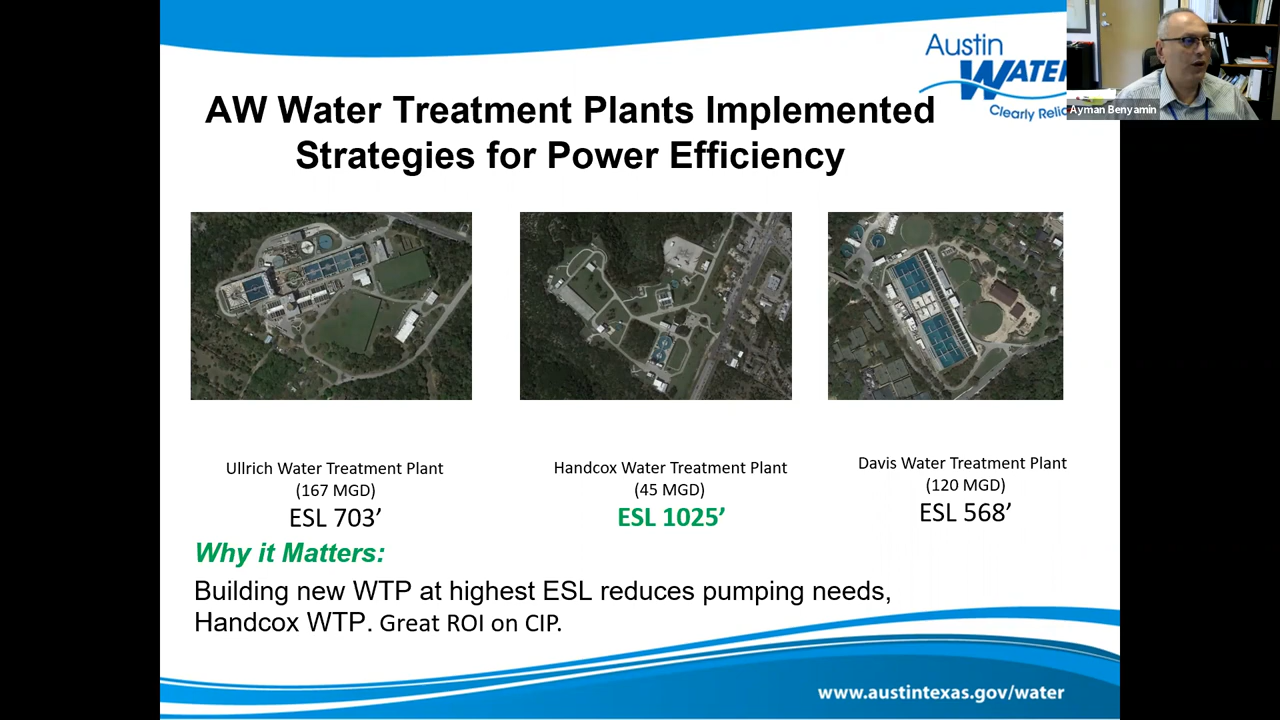 Austin
WATER
Clearly
Ayman Benyamin
AW Water Treatment Plants Implemented
Strategies for Power Efficiency
Ullrich Water Treatment Plant
(167 MGD)
ESL 703’
Handcox Water Treatment Plant
(45 MGD)
ESL 1025’
Davis Water Treatment Plant
(120 MGD)
ESL 568’
Why it Matters:
Building new WTP at highest ESL reduces pumping needs,
Handcox WTP. Great ROI on CIP.
www.austintexas.gov/water